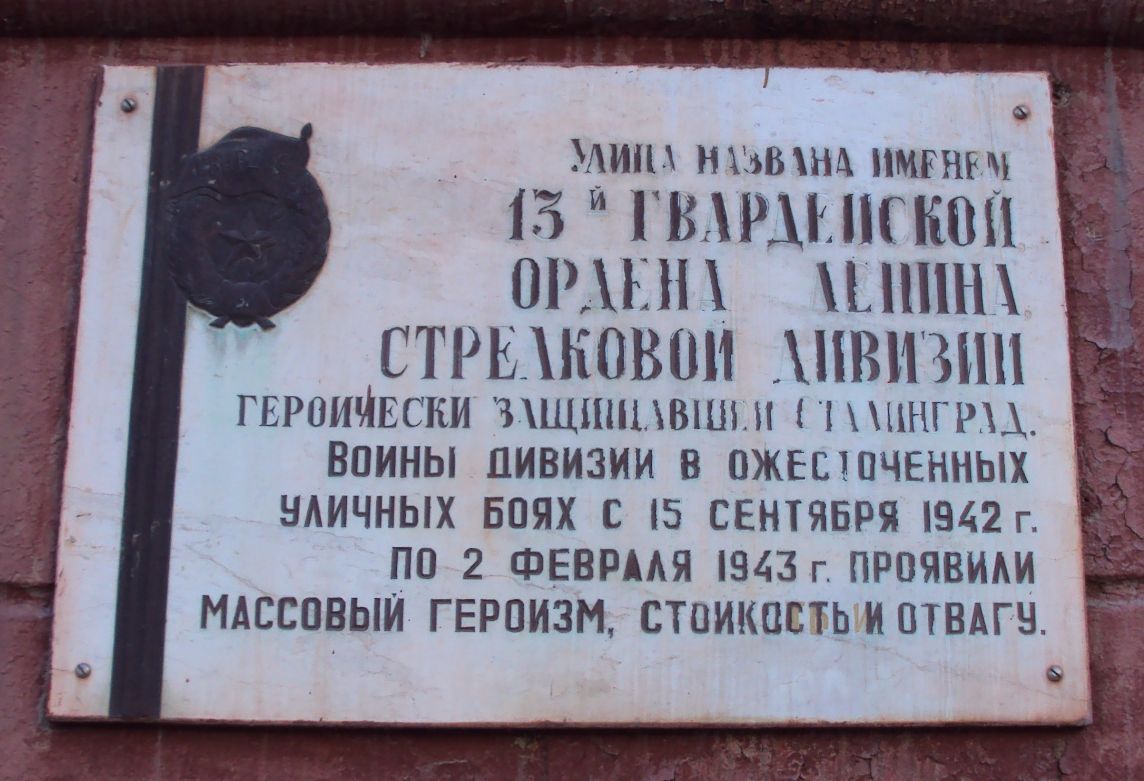 Улица названа именем
13й Гвардейской
ордена Ленина
стрелковой дивизии
героически защищавшей Сталинград.
Воины дивизии в ожесточенных
уличных боях с 15 сентября 1942 г.
по 2 февраля 1943 г. проявили
массовый героизм, стойкость и отвагу.